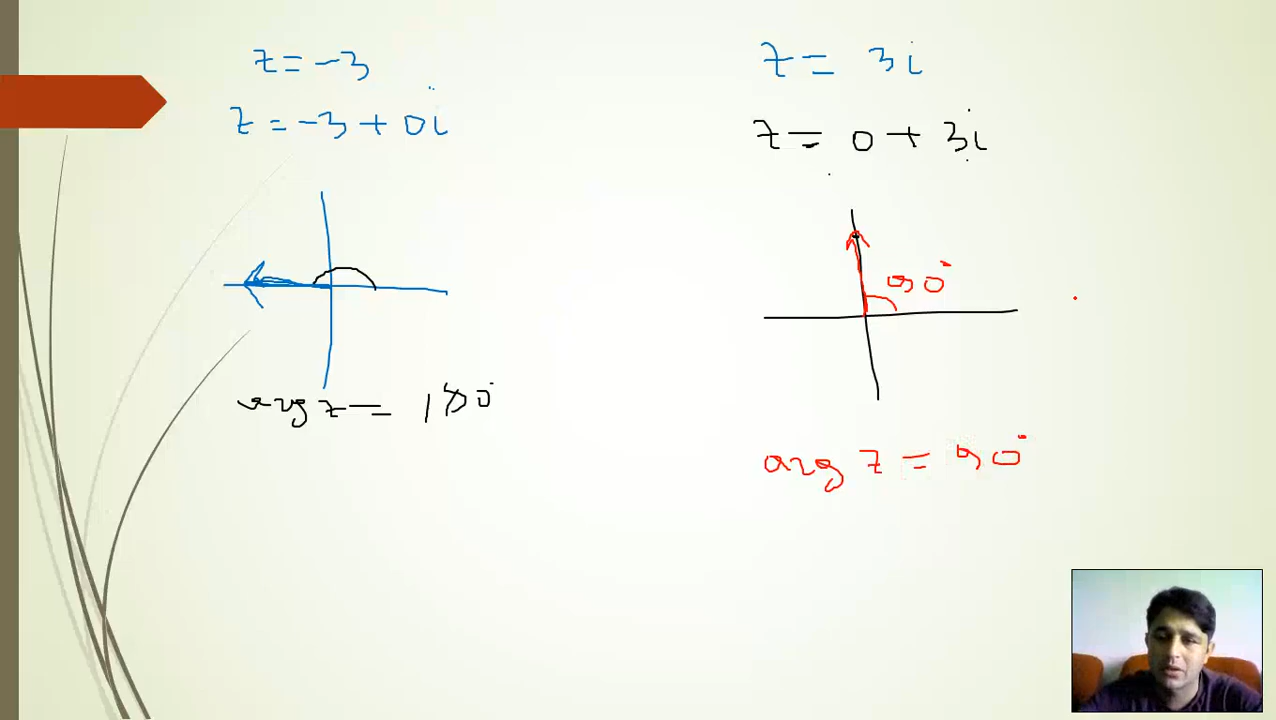 z = -3
z = -3 + 0i
arg z = 180°
z = 3i
z = 0 + 3i
90°
arg z = 90°